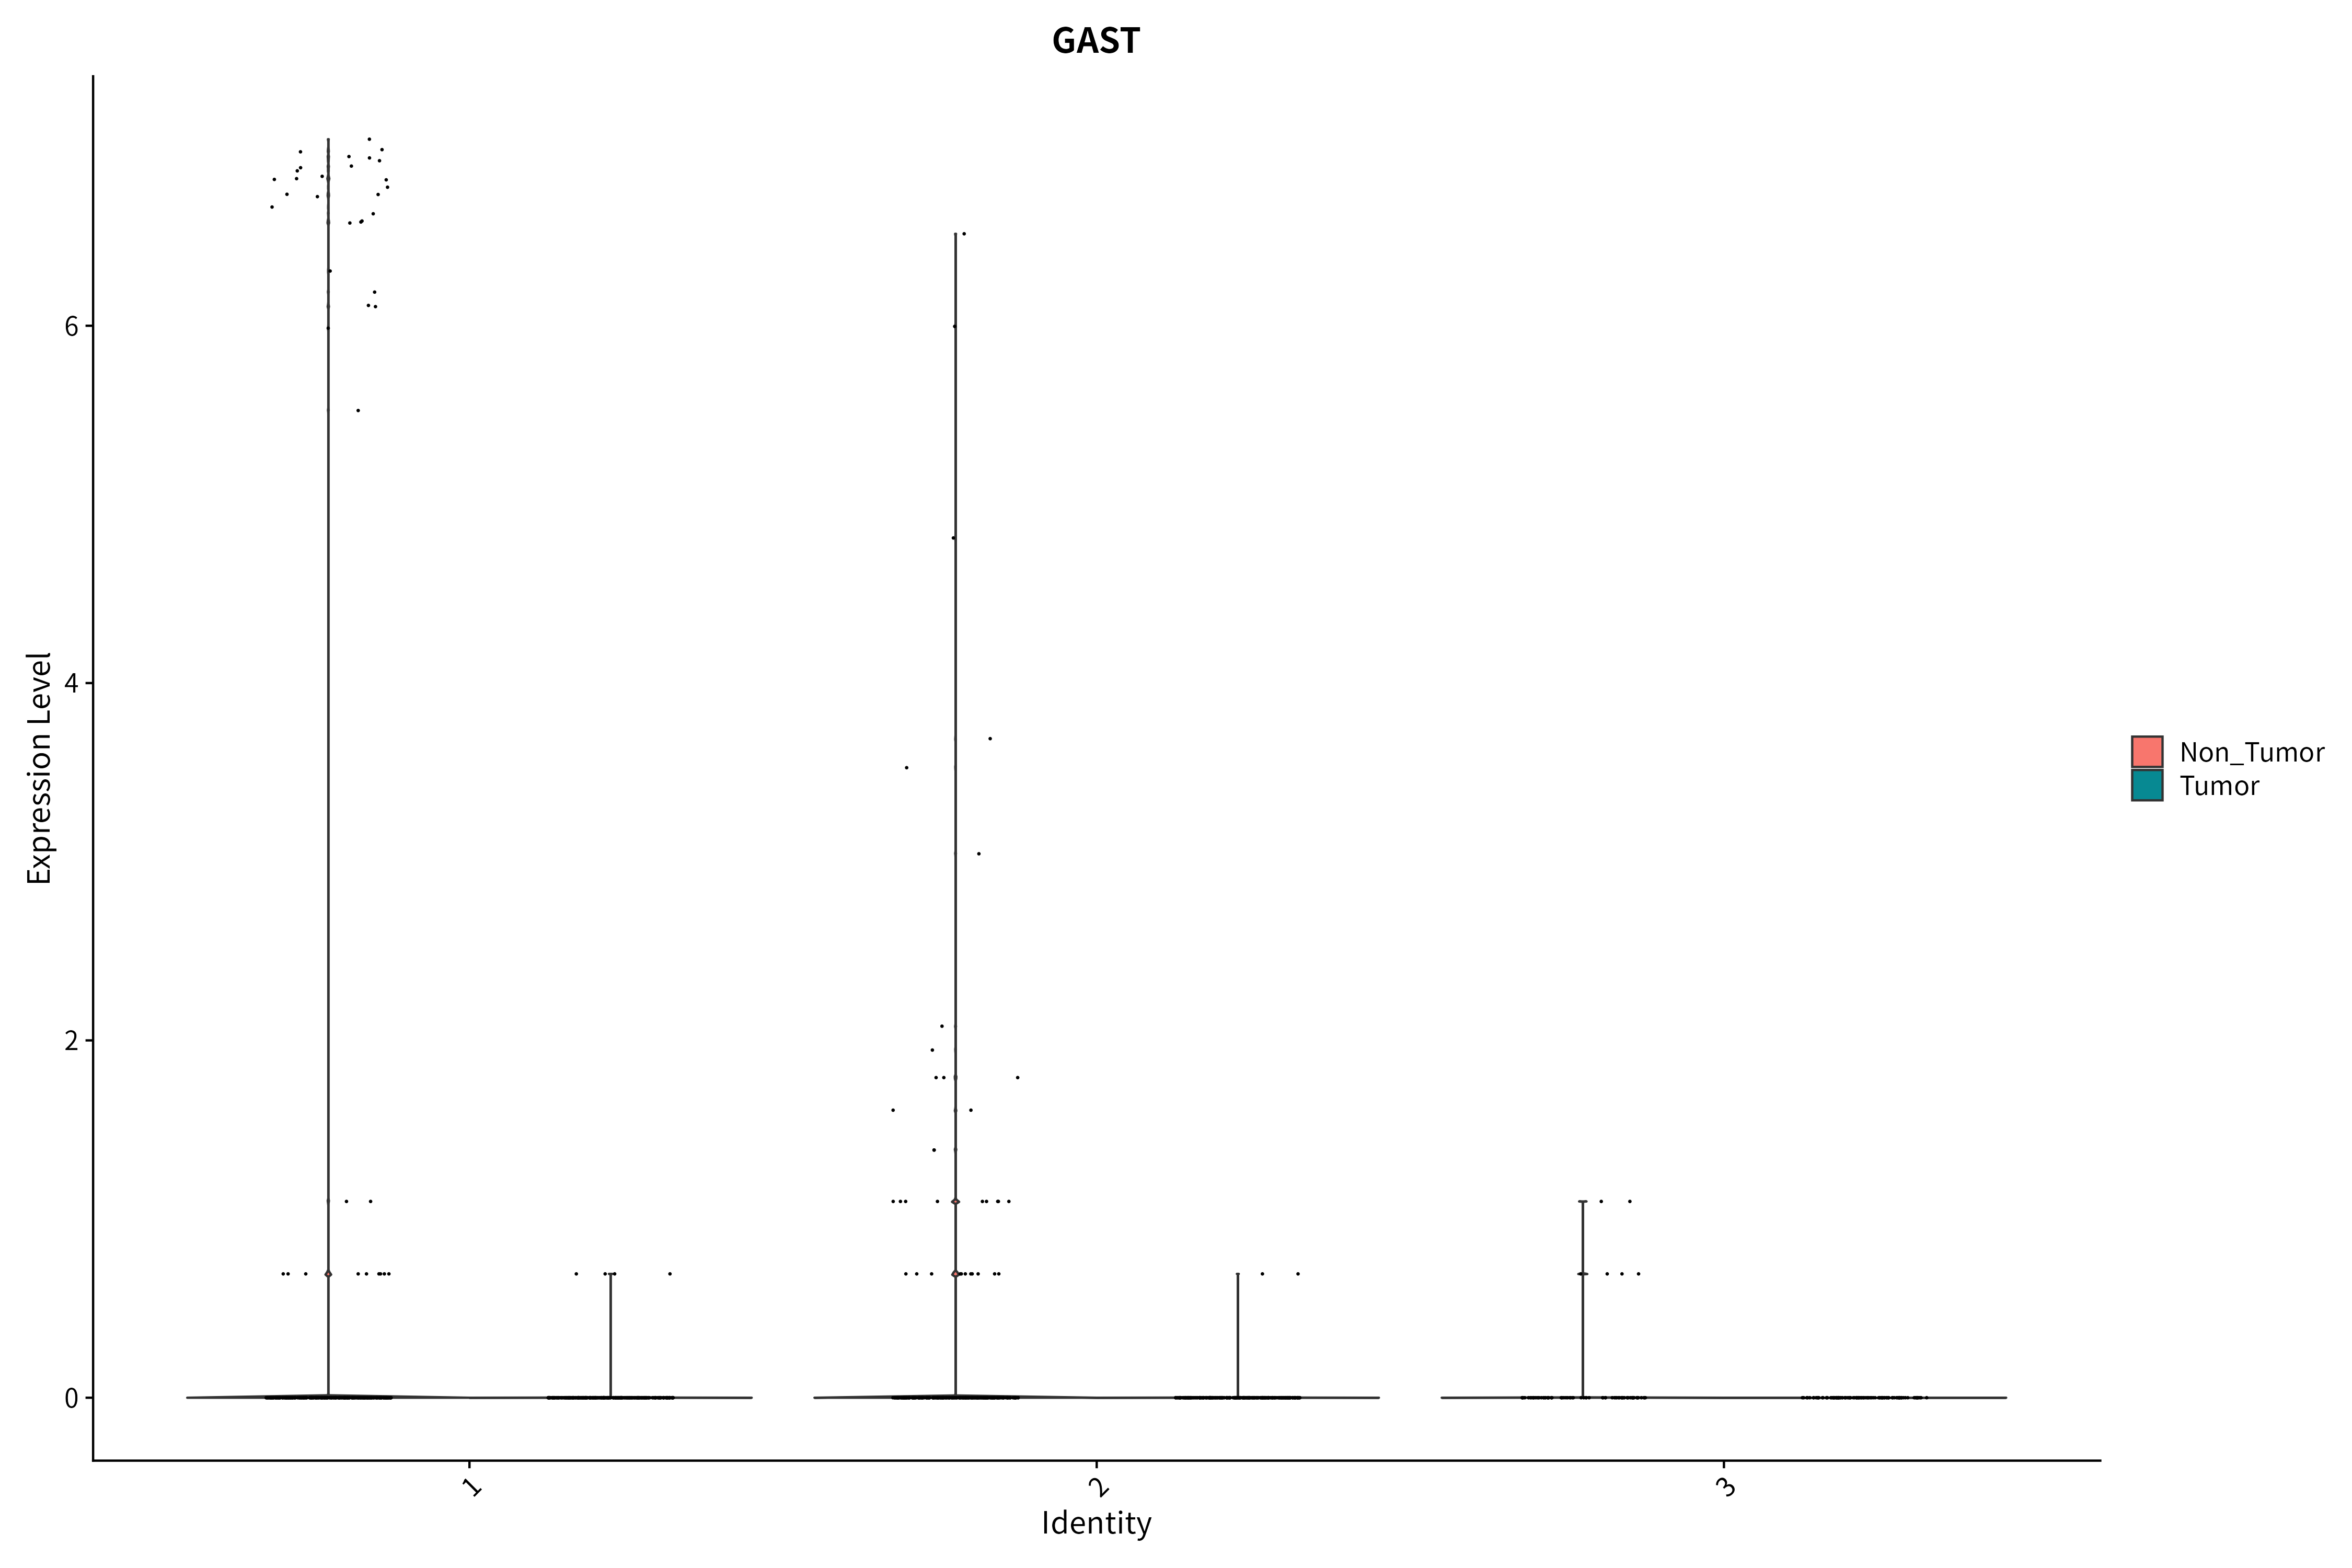 GAST
Expression Level
6
4
2
0
1
2
3
Identity
Non_Tumor
Tumor